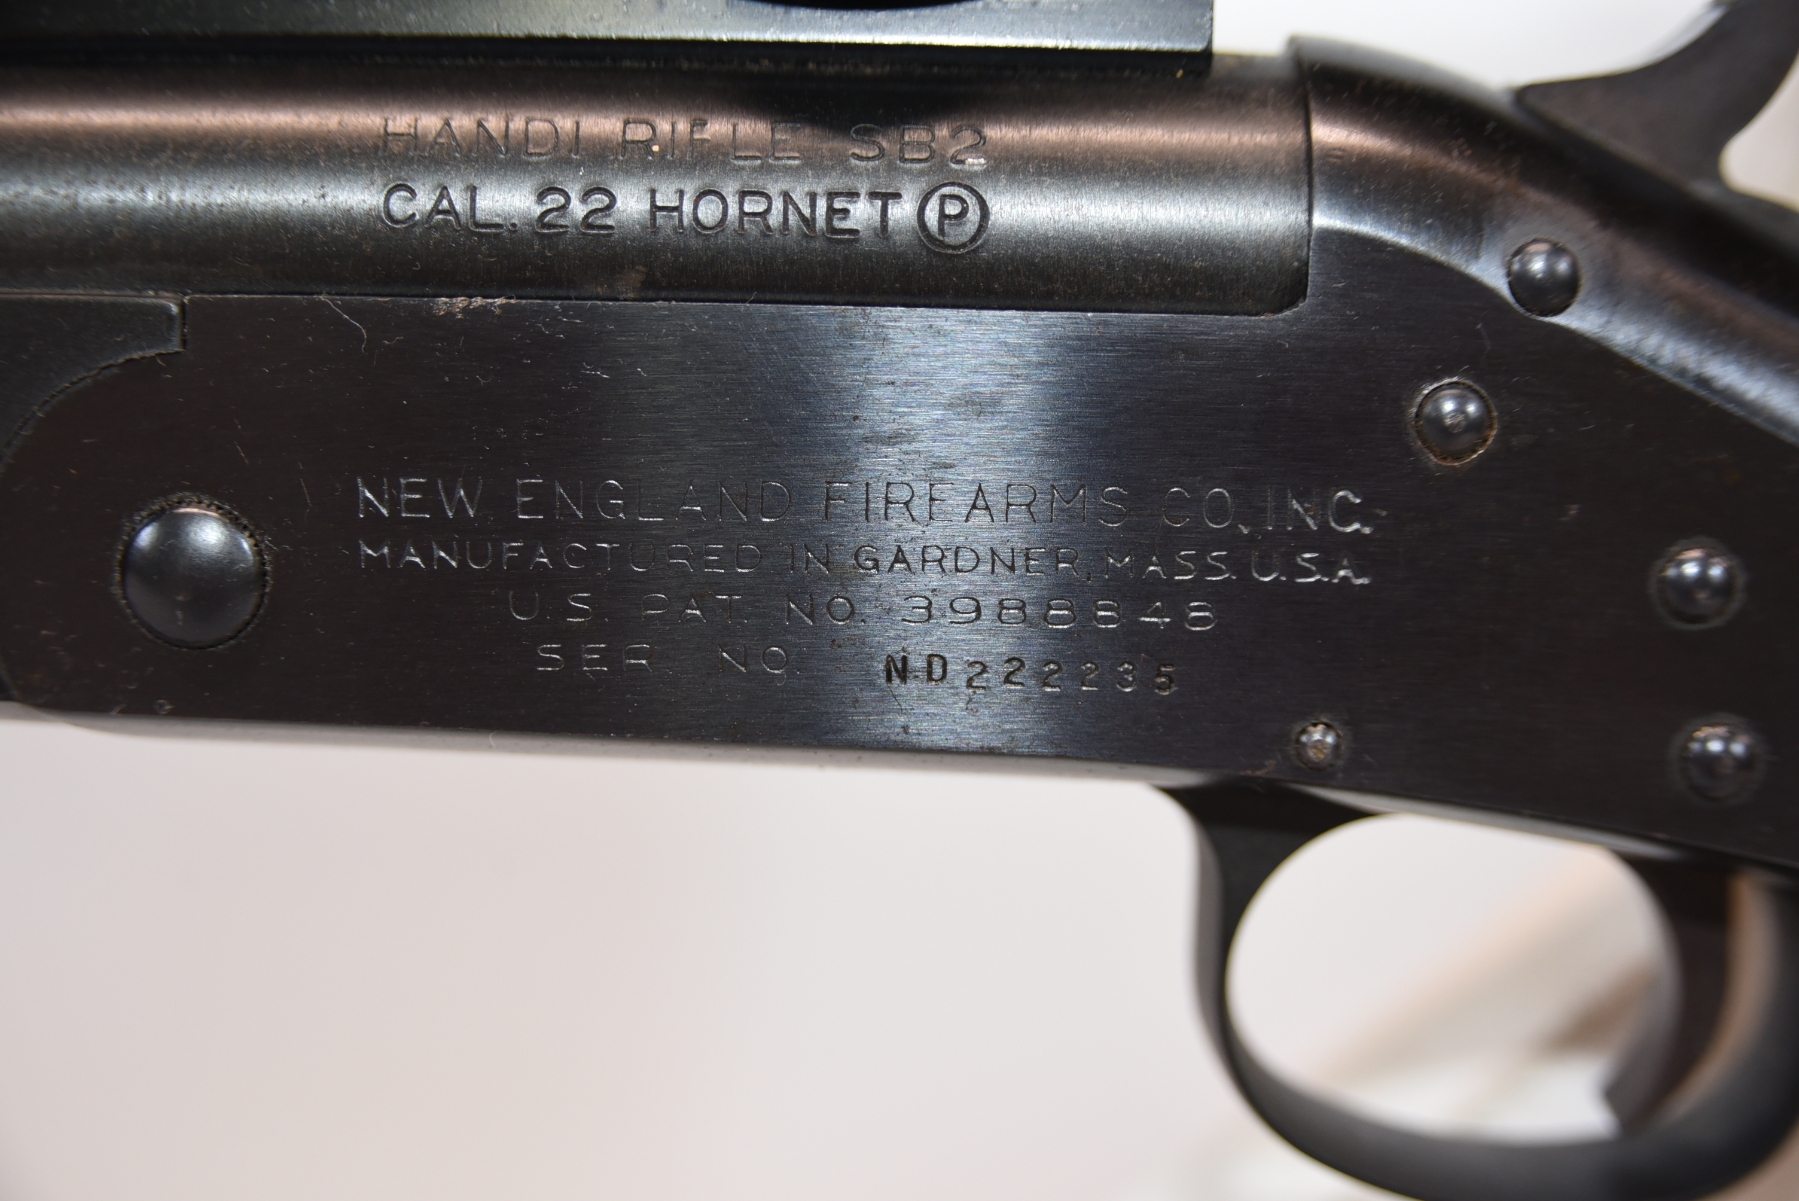 HANDI RIFLE SB2
CAL. 22 HORNET Ⓟ
NEW ENGLAND FIREARMS CO. INC.
MANUFACTURED IN GARDNER, MASS. U.S.A.
U.S. PAT. NO. 3988848
SER. NO. ND222235